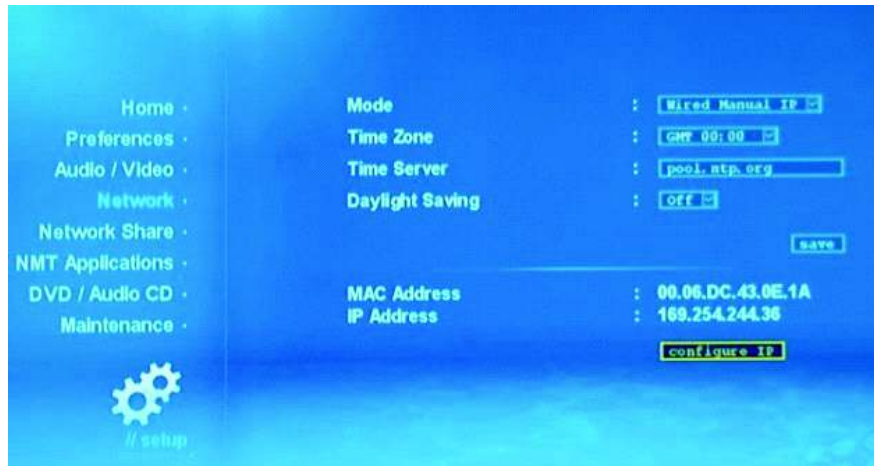 Home
Preferences
Audio / Video
Network
Network Share
NMT Applications
DVD / Audio CD
Maintenance
// setup
Mode : Wired Manual IP
Time Zone : GMT 00:00
Time Server : pool.ntp.org
Daylight Saving : Off
save
MAC Address : 00.06.DC.43.0E.1A
IP Address : 169.254.244.36
configure IP